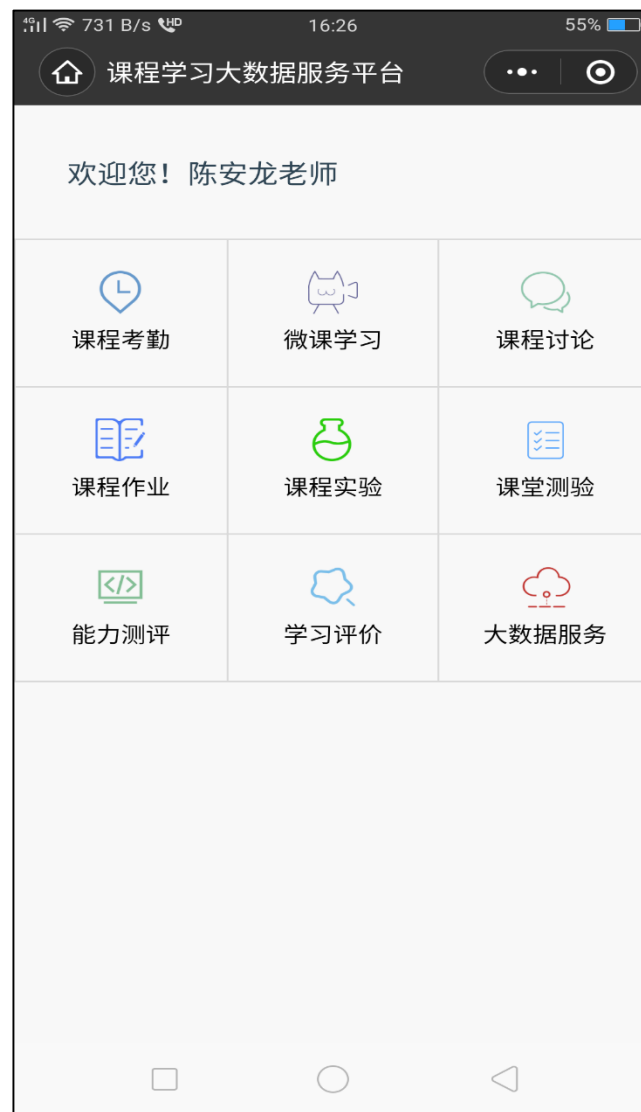 4G 731 B/s HD 16:26 55%
课程学习大数据服务平台
欢迎您！陈安龙老师
课程考勤 微课学习 课程讨论
课程作业 课程实验 课堂测验
能力测评 学习评价 大数据服务